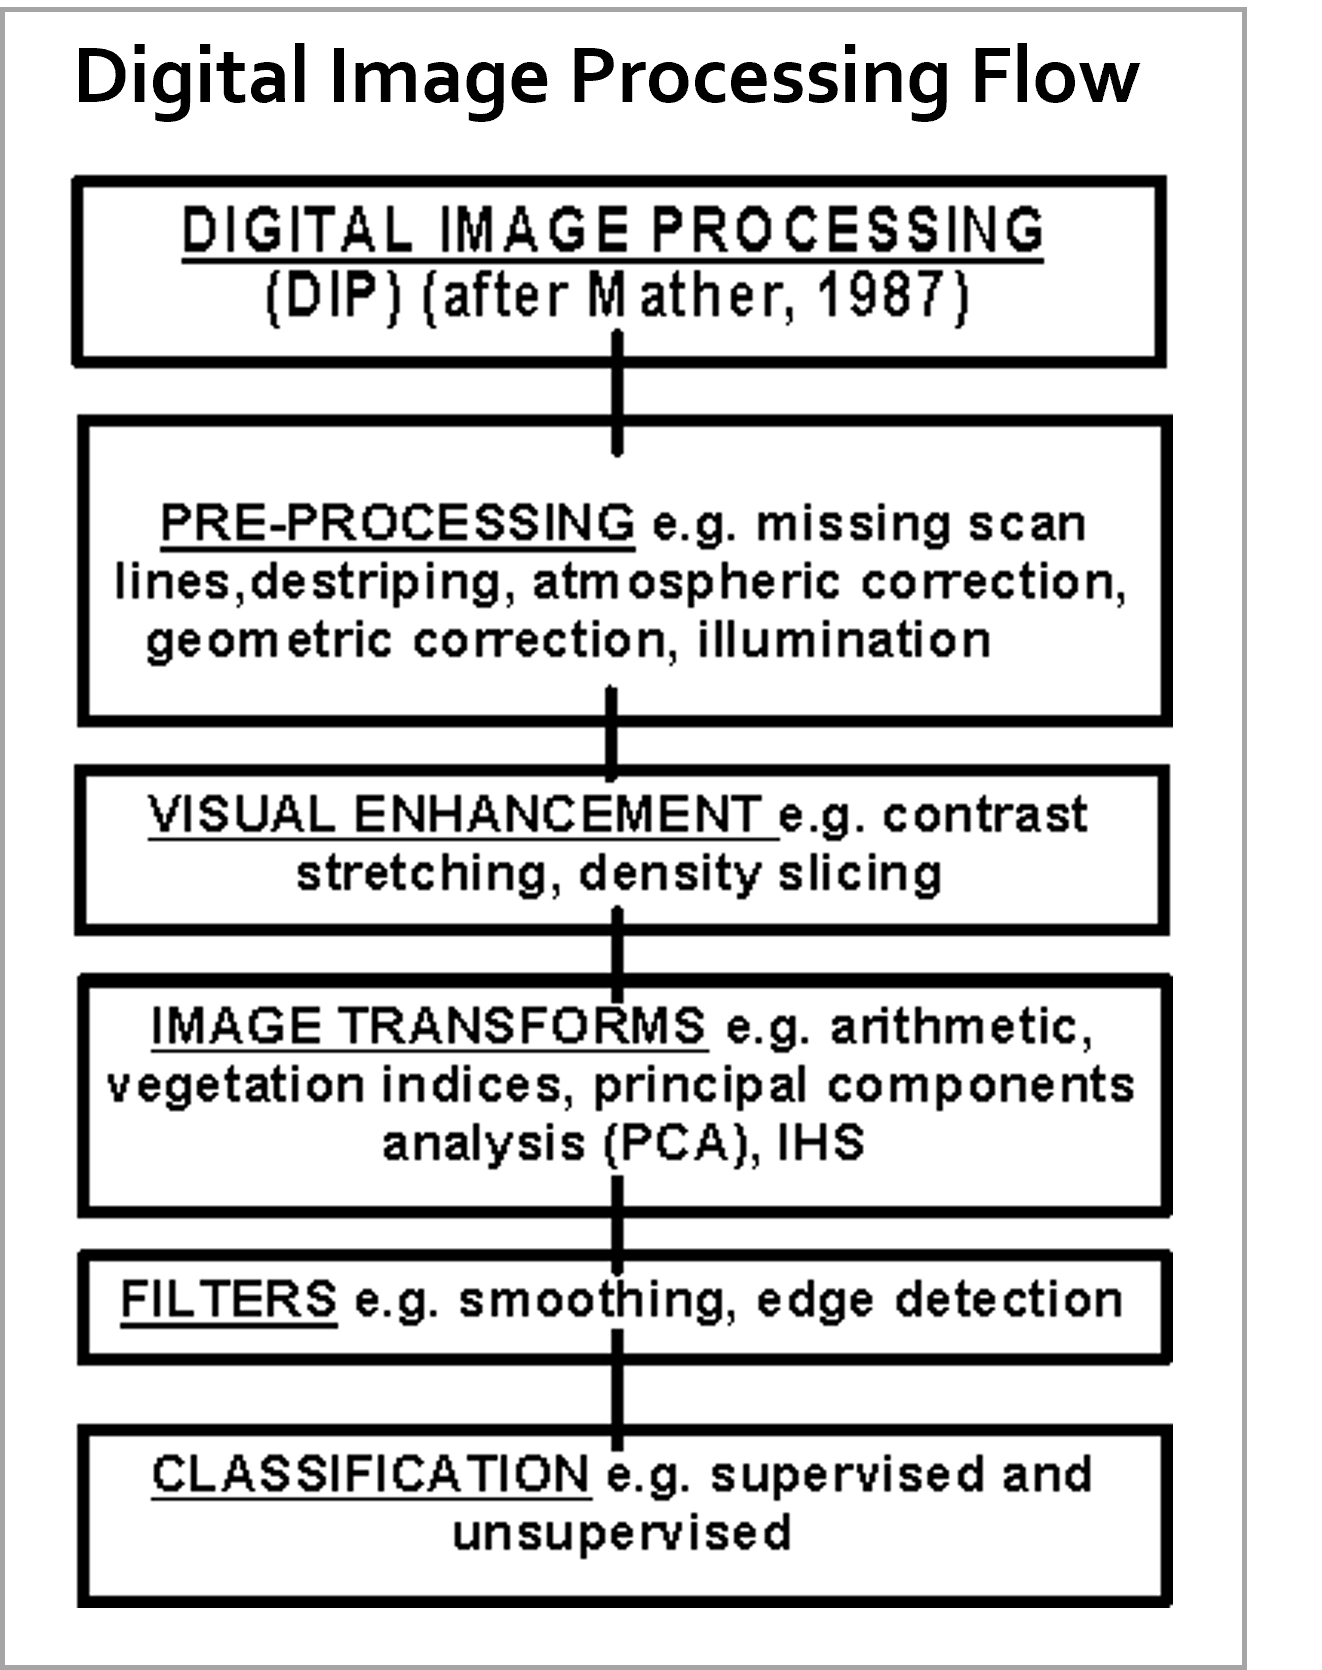 Digital Image Processing Flow
DIGITAL IMAGE PROCESSING
(DIP) (after Mather, 1987)
PRE-PROCESSING e.g. missing scan
lines,destriping, atmospheric correction,
geometric correction, illumination
VISUAL ENHANCEMENT e.g. contrast
stretching, density slicing
IMAGE TRANSFORMS e.g. arithmetic,
vegetation indices, principal components
analysis (PCA), IHS
FILTERS e.g. smoothing, edge detection
CLASSIFICATION e.g. supervised and
unsupervised